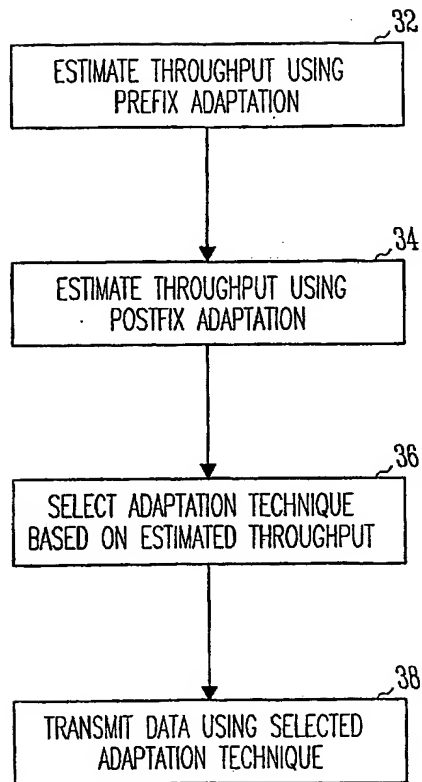 32
ESTIMATE THROUGHPUT USING
PREFIX ADAPTATION
34
ESTIMATE THROUGHPUT USING
POSTFIX ADAPTATION
36
SELECT ADAPTATION TECHNIQUE
BASED ON ESTIMATED THROUGHPUT
38
TRANSMIT DATA USING SELECTED
ADAPTATION TECHNIQUE